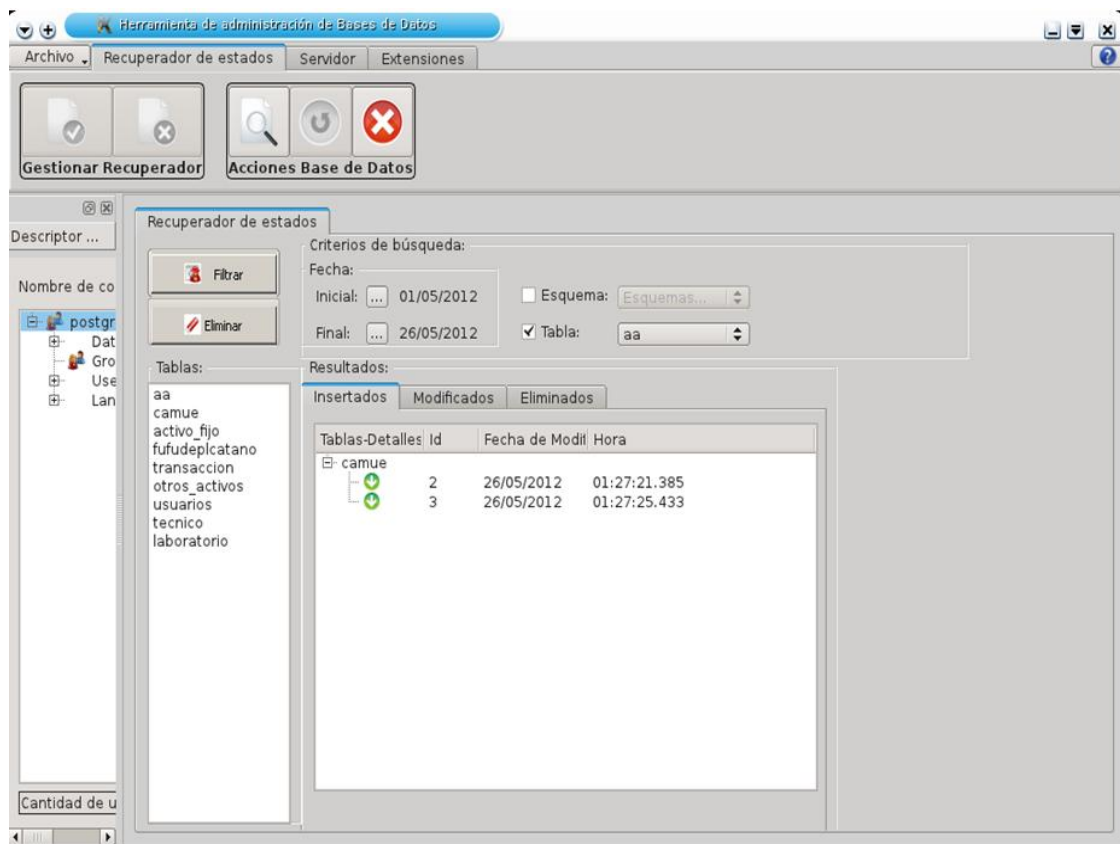 Herramienta de administración de Bases de Datos
Archivo Recuperador de estados Servidor Extensiones
Gestionar Recuperador Acciones Base de Datos
Descriptor ...
Nombre de co
postgr
Dat
Gro
Use
Lan
Cantidad de u
Recuperador de estados
Filtrar
Eliminar
Criterios de búsqueda:
Fecha:
Inicial: ... 01/05/2012 Esquema: Esquemas...
Final: ... 26/05/2012 Tabla: aa
Tablas:
aa
camue
activo_fijo
fufudeplcatano
transaccion
otros_activos
usuarios
tecnico
laboratorio
Resultados:
Insertados Modificados Eliminados
Tablas-Detalles Id Fecha de Modif Hora
camue
2 26/05/2012 01:27:21.385
3 26/05/2012 01:27:25.433